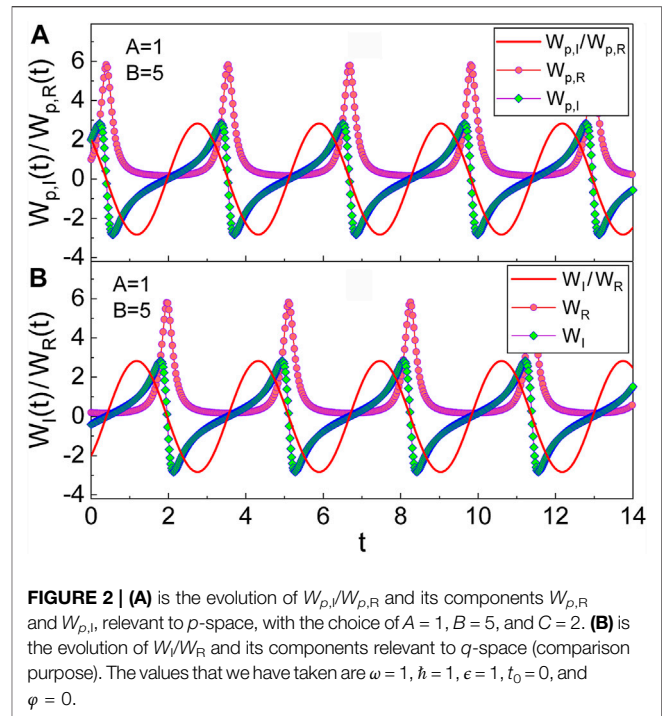 A
A=1
B=5
W_{p,I}/W_{p,R}
W_{p,R}
W_{p,I}
W_{p,I}(t)/W_{p,R}(t)
6
4
2
0
-2
-4
B
A=1
B=5
W_I/W_R
W_R
W_I
W_I(t)/W_R(t)
6
4
2
0
-2
-4
0 2 4 6 8 10 12 14
t
FIGURE 2 | (A) is the evolution of W_{p,I}/W_{p,R} and its components W_{p,R}
and W_{p,I}, relevant to p-space, with the choice of A = 1, B = 5, and C = 2. (B) is
the evolution of W_I/W_R and its components relevant to q-space (comparison
purpose). The values that we have taken are ω = 1, ℏ = 1, ϵ = 1, t_0 = 0, and
φ = 0.